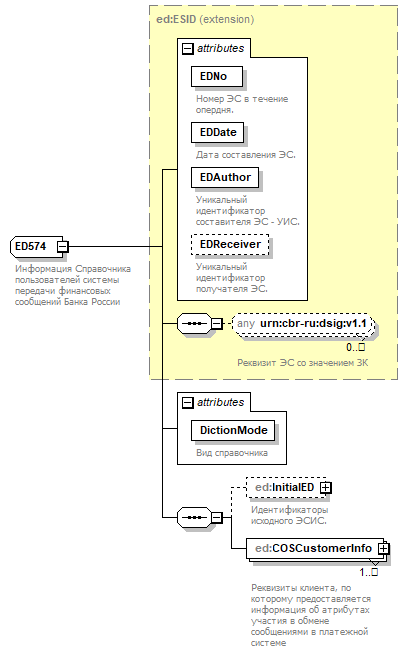 ed:ESID (extension)
attributes
EDNo
Номер ЭС в течение
опердня.
EDDate
Дата составления ЭС.
EDAuthor
Уникальный
идентификатор
составителя ЭС - УИС.
EDReceiver
Уникальный
идентификатор
получателя ЭС.
ED574
Информация Справочника
пользователей системы
передачи финансовых
сообщений Банка России
any urn:cbr-ru:dsig:v1.1
0..
Реквизит ЭС со значением ЗК
attributes
DictionMode
Вид справочника
ed:InitialED
Идентификаторы
исходного ЭСИС.
ed:COSCustomerInfo
1..
Реквизиты клиента, по
которому предоставляется
информация об атрибутах
участия в обмене
сообщениями в платежной
системе